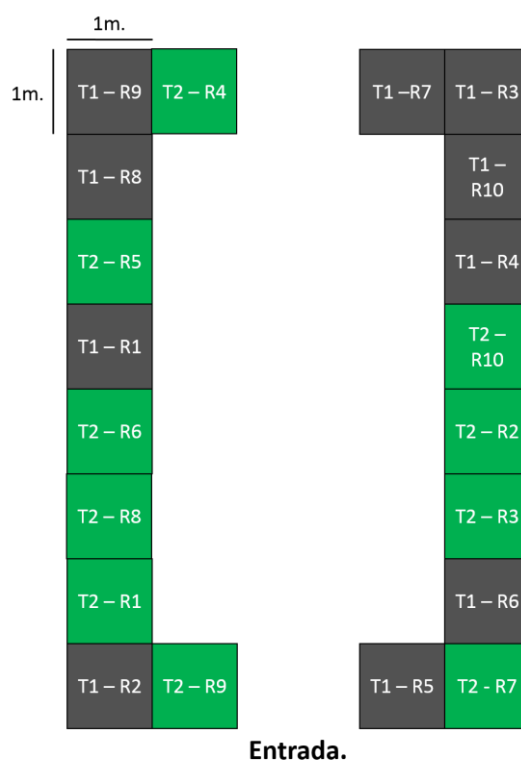 1m.
1m.
T1 – R9
T2 – R4
T1 –R7
T1 – R3
T1 – R8
T1 –
R10
T2 – R5
T1 – R4
T1 – R1
T2 –
R10
T2 – R6
T2 – R2
T2 – R8
T2 – R3
T2 – R1
T1 – R6
T1 – R2
T2 – R9
T1 – R5
T2 - R7
Entrada.